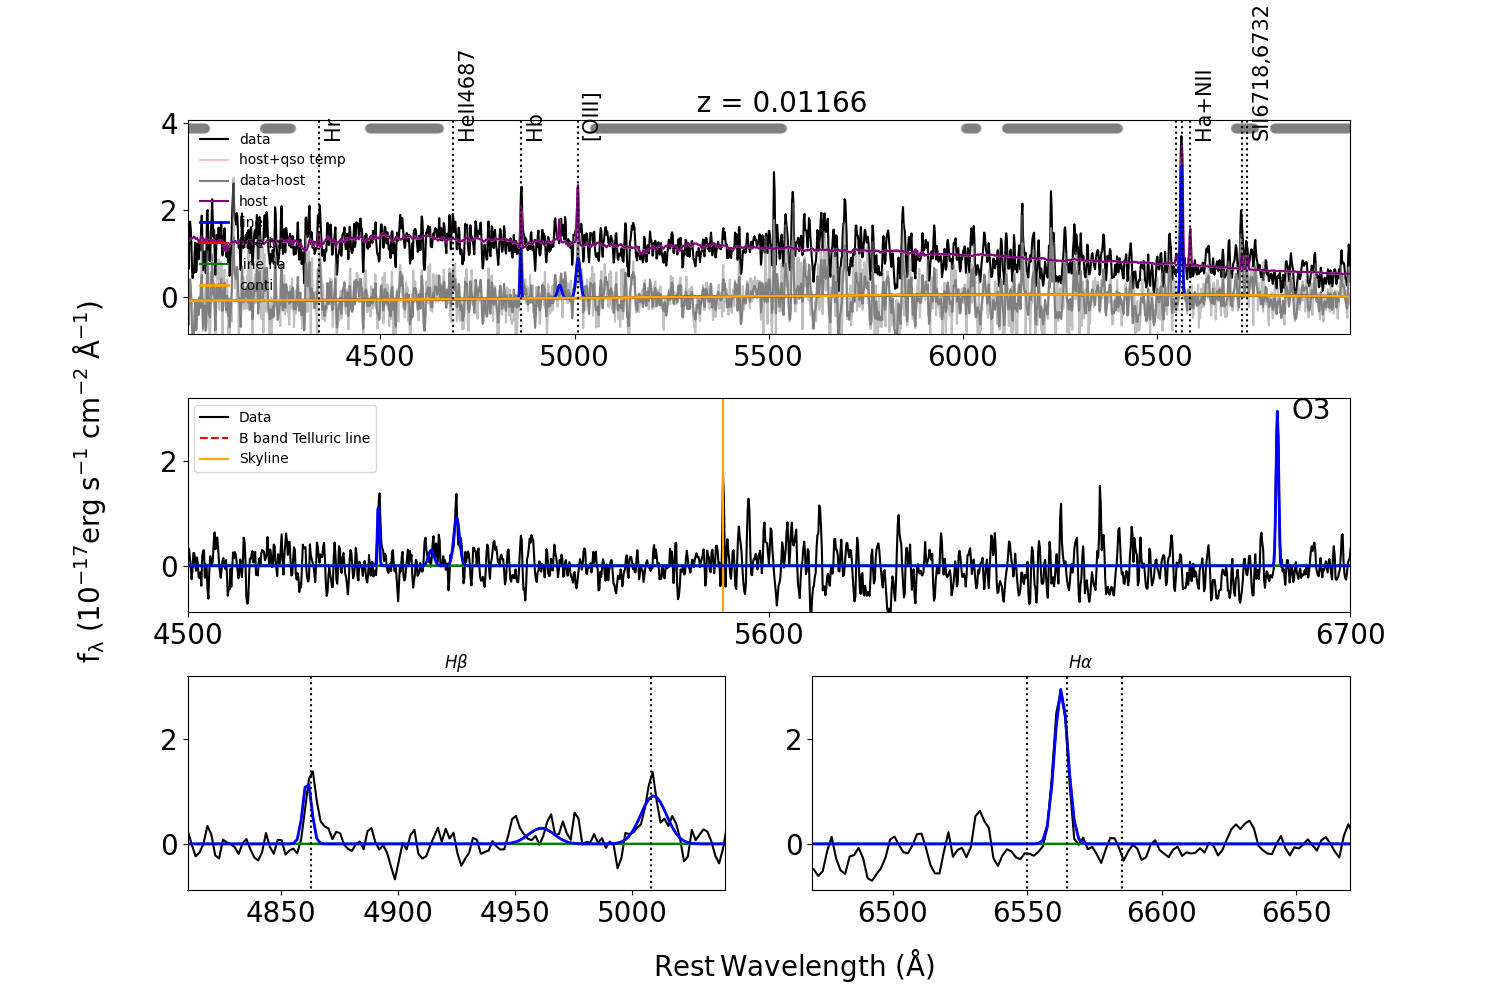 z = 0.01166
Hr
HeII4687
Hb
[OIII]
Ha+NII
SII6718,6732
4
2
0
data
host+qso temp
data-host
host
line
conti
4500 5000 5500 6000 6500
fλ (10⁻¹⁷erg s⁻¹ cm⁻² Å⁻¹)
2
0
Data
B band Telluric line
Skyline
O3
4500 5600 6700
Hβ
2
0
4850 4900 4950 5000
Hα
2
0
6500 6550 6600 6650
Rest Wavelength (Å)